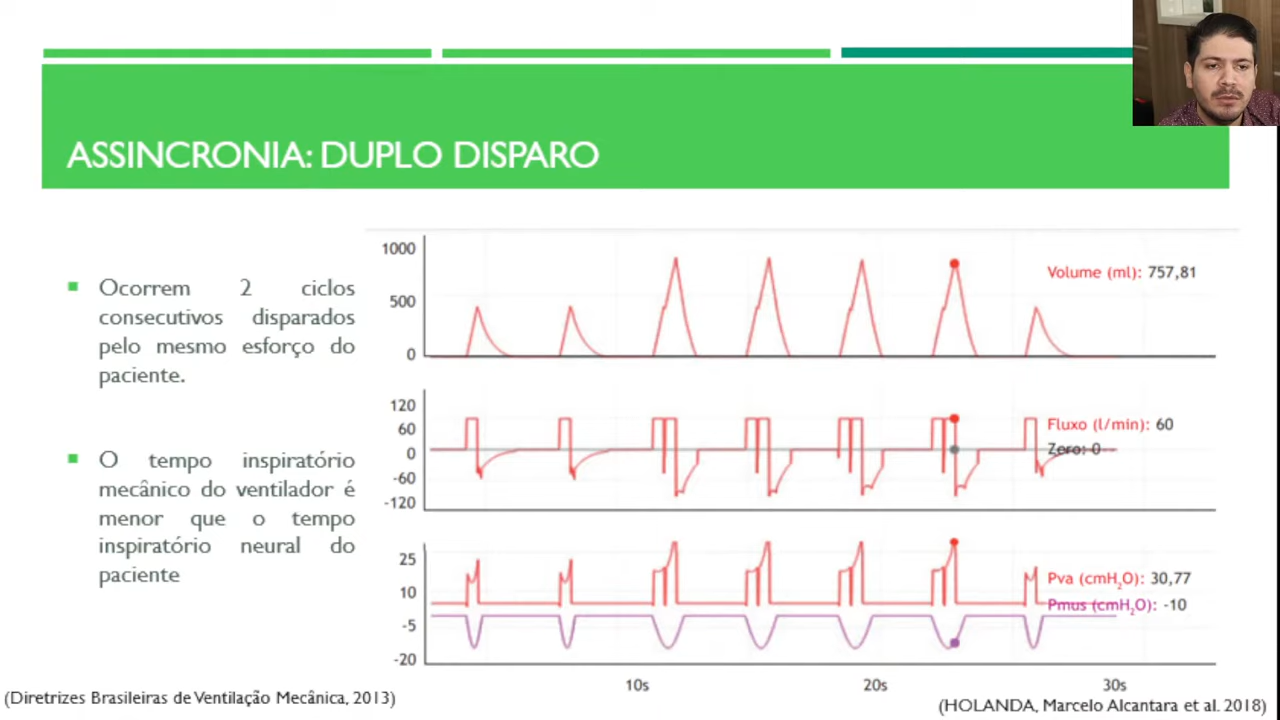 ASSINCRONIA: DUPLO DISPARO
Ocorrem 2 ciclos
consecutivos disparados
pelo mesmo esforço do
paciente.
O tempo inspiratório
mecânico do ventilador é
menor que o tempo
inspiratório neural do
paciente
1000
500
0
Volume (ml): 757,81
120
60
0
-60
-120
Fluxo (l/min): 60
Zero: 0
25
10
-5
-20
Pva (cmH₂O): 30,77
Pmus (cmH₂O): -10
10s
20s
30s
(Diretrizes Brasileiras de Ventilação Mecânica, 2013)
(HOLANDA, Marcelo Alcantara et al. 2018)